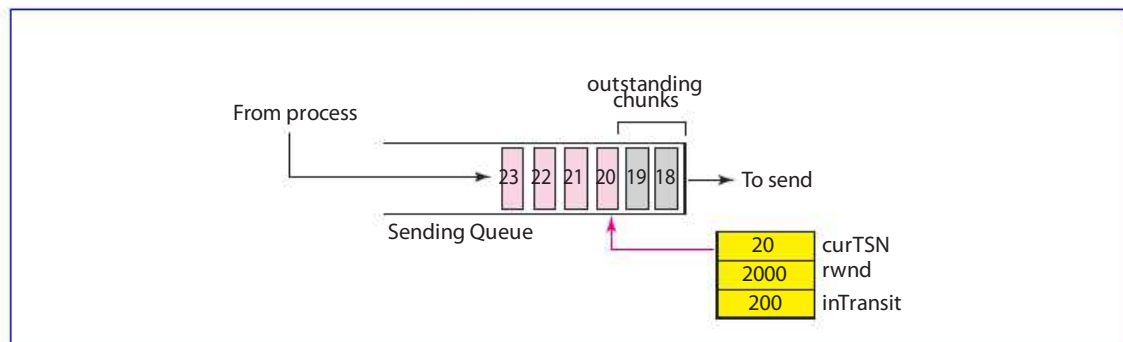 outstanding
chunks
From process
23 22 21 20 19 18
To send
Sending Queue
20 curTSN
2000 rwnd
200 inTransit